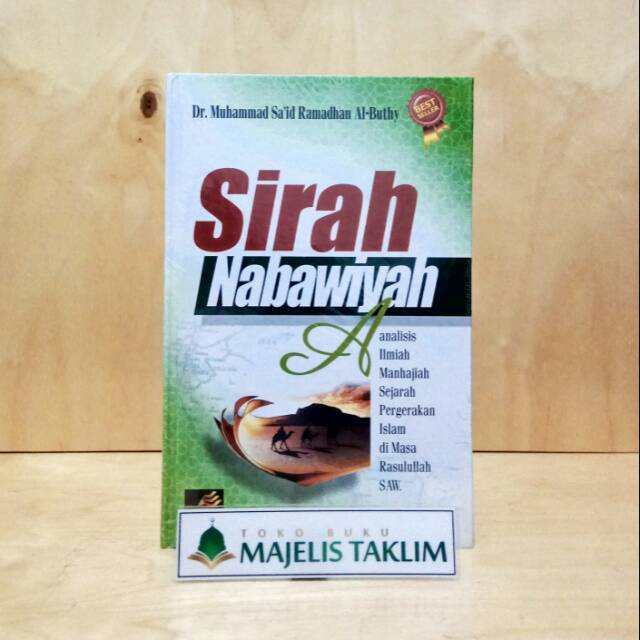 Dr. Muhammad Sa'id Ramadhan Al-Buthy
BEST
SELLER
Sirah
Nabawiyah
Analisis
Ilmiah
Manhajiah
Sejarah
Pergerakan
Islam
di Masa
Rasulullah
SAW.
TOKO BUKU
MAJELIS TAKLIM